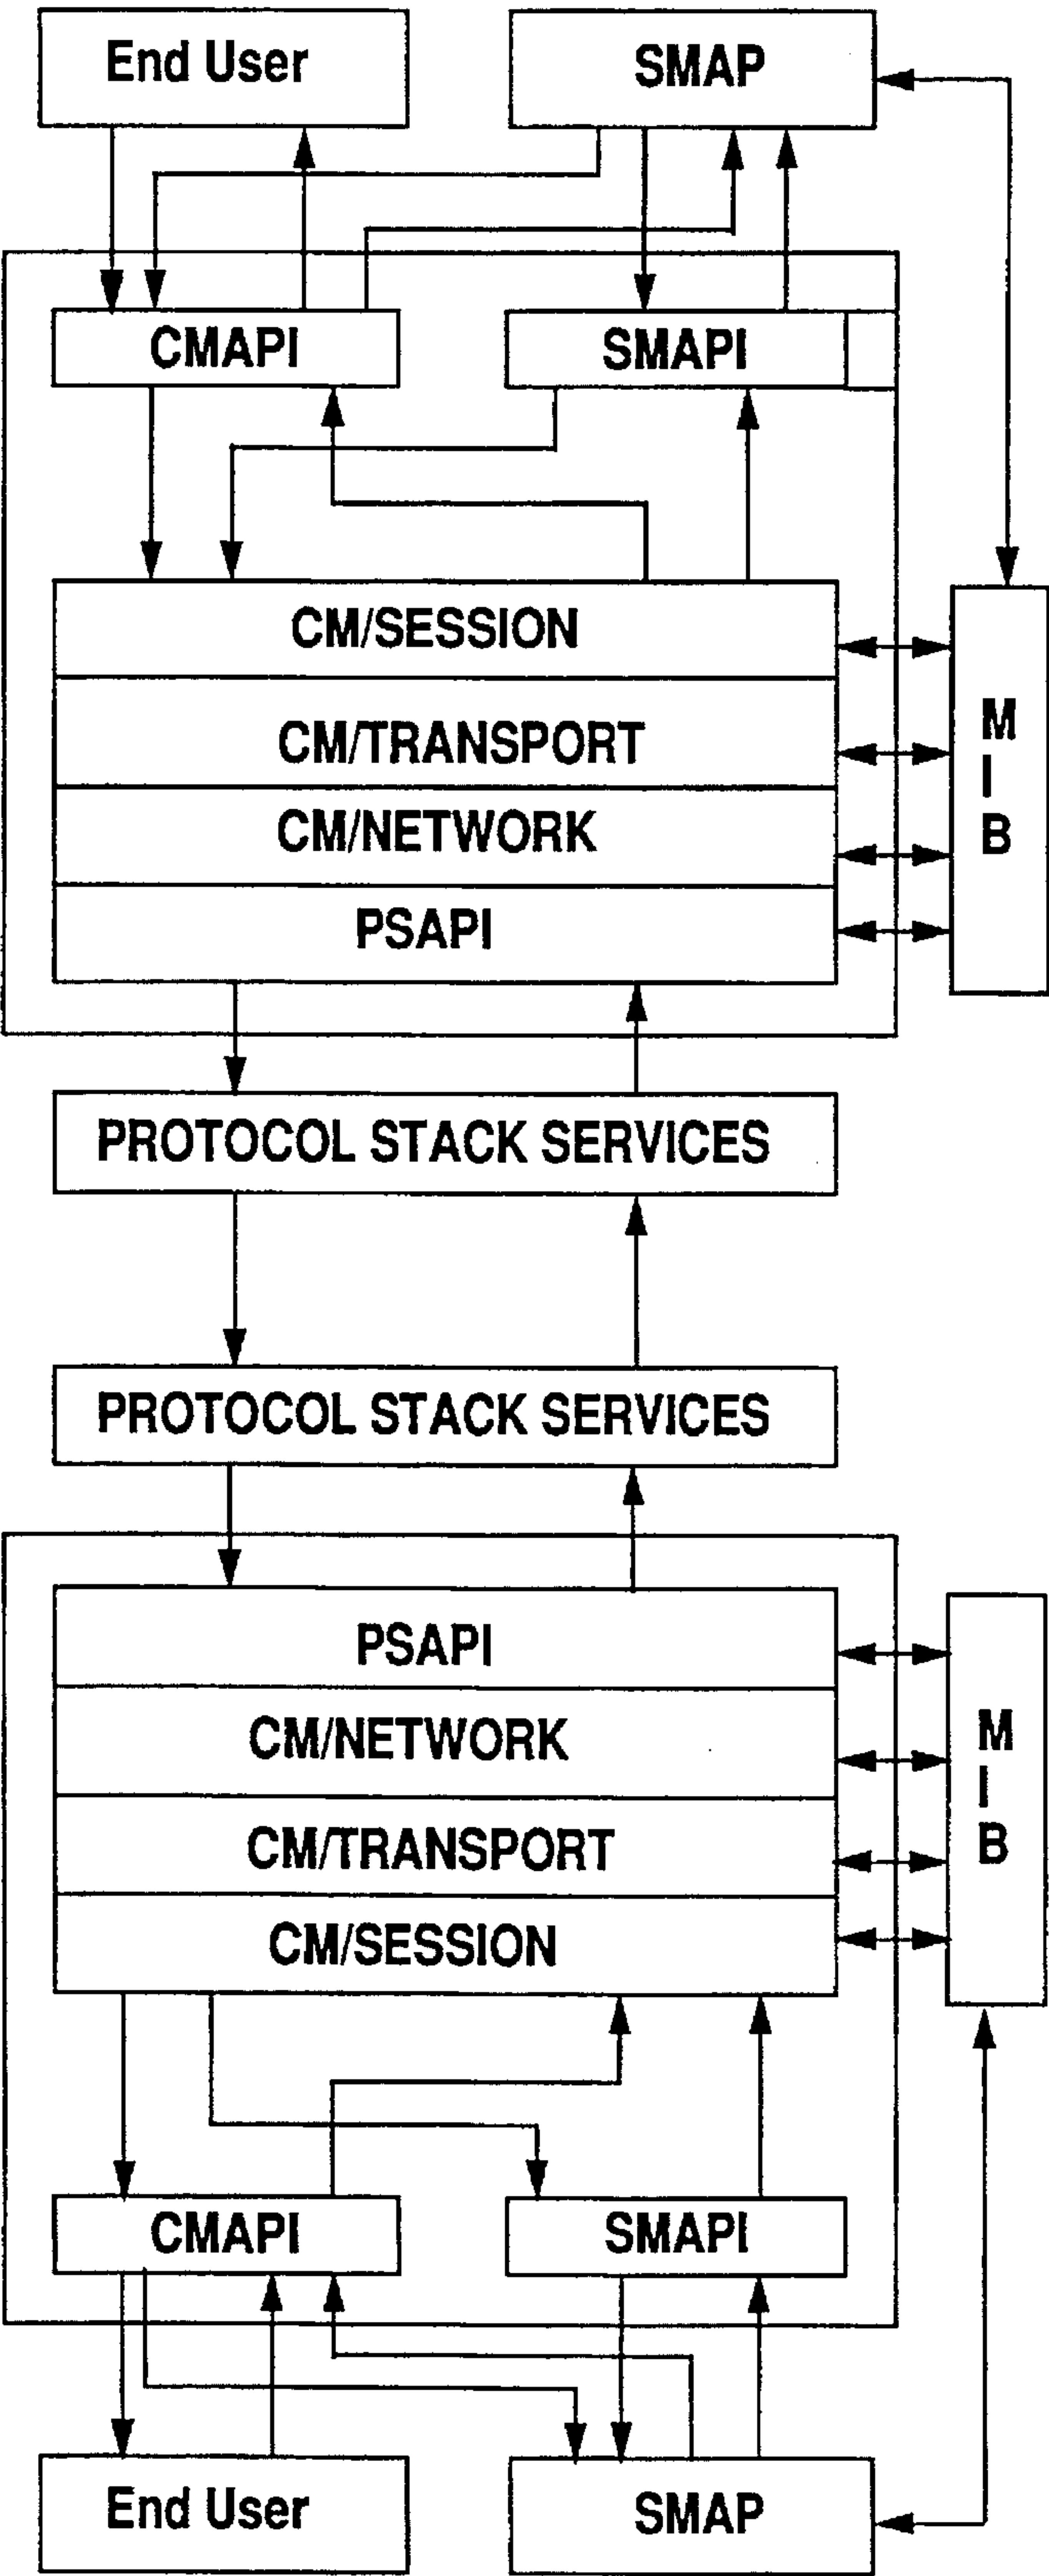 End User
SMAP
CMAPI
SMAPI
CM/SESSION
CM/TRANSPORT
CM/NETWORK
PSAPI
M
I
B
PROTOCOL STACK SERVICES
PROTOCOL STACK SERVICES
PSAPI
CM/NETWORK
CM/TRANSPORT
CM/SESSION
M
I
B
CMAPI
SMAPI
End User
SMAP